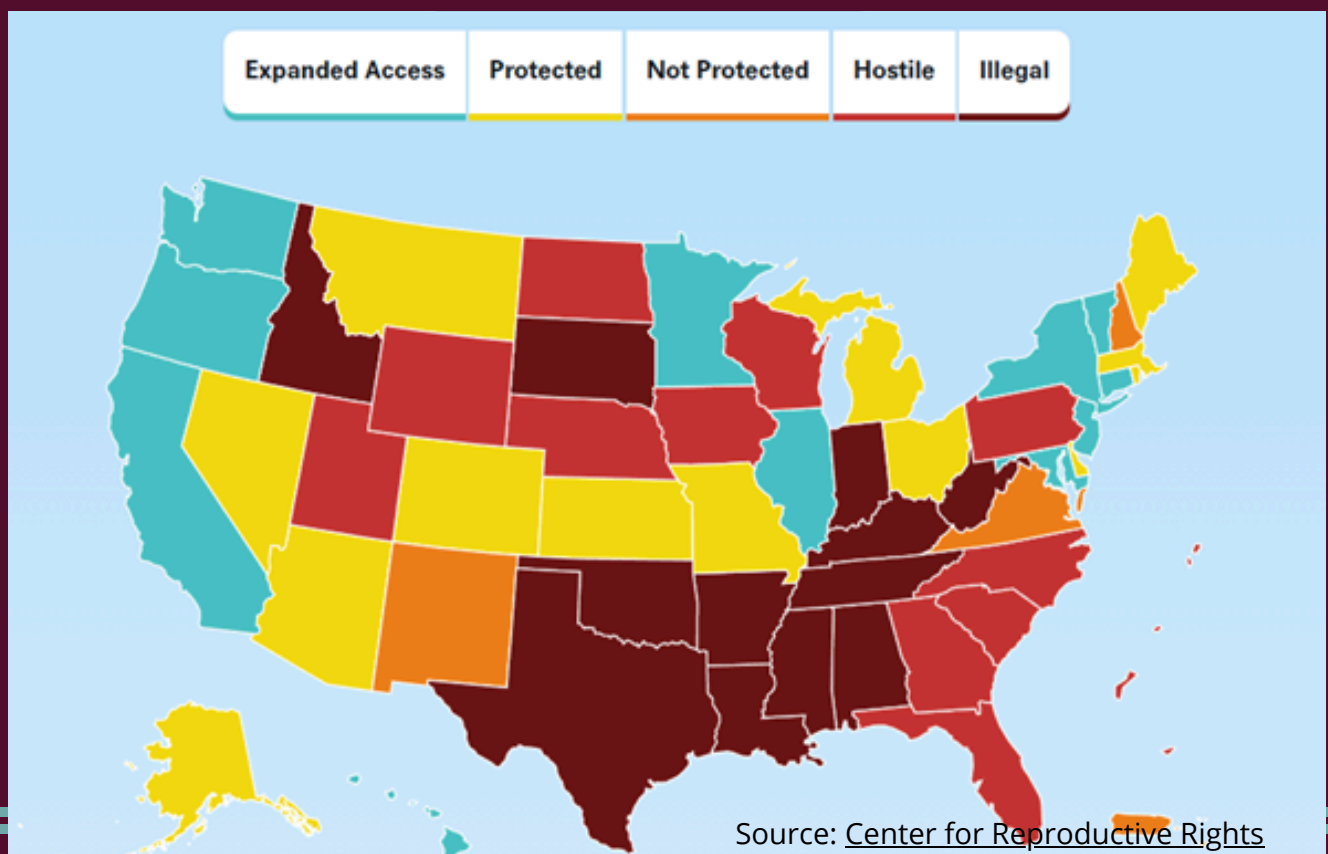 Expanded Access Protected Not Protected Hostile Illegal
Source: Center for Reproductive Rights